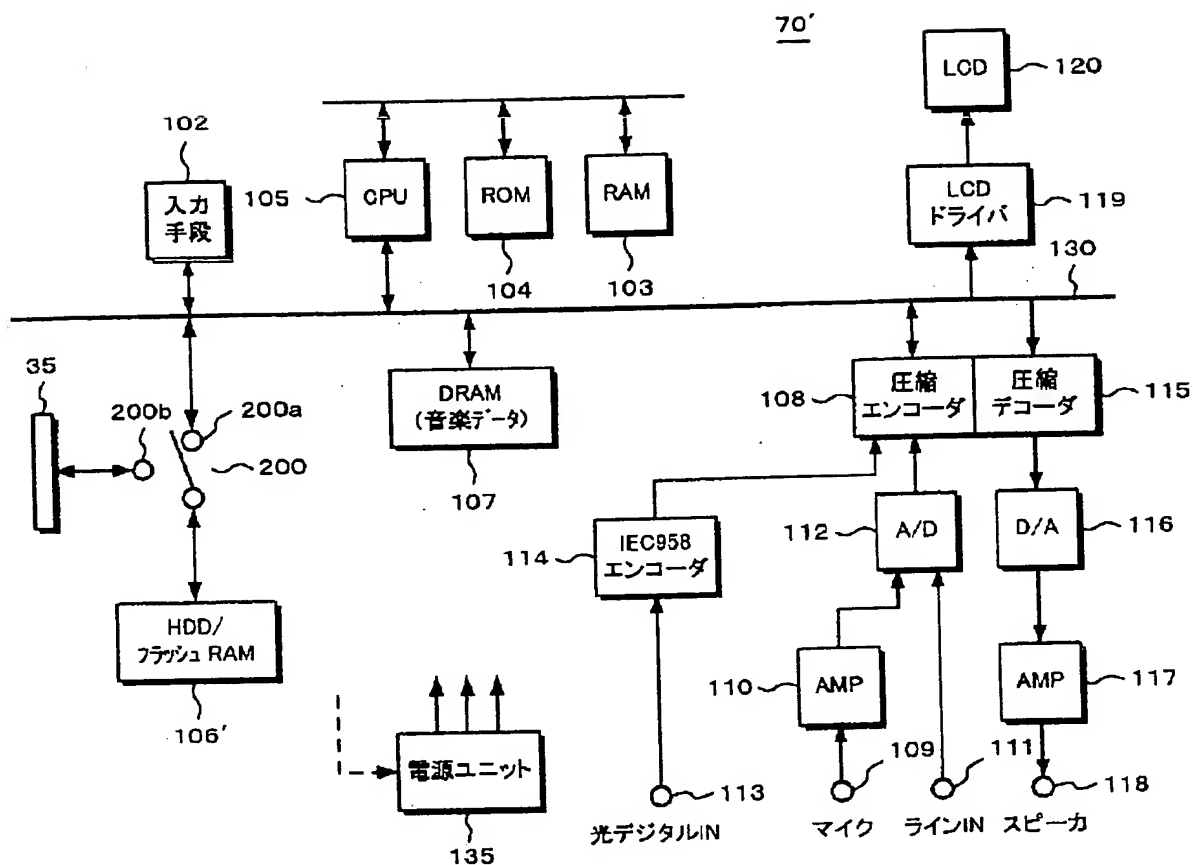 70′
LCD
120
102
入力
手段
105
CPU
ROM
RAM
LCD
ドライバ
119
104
103
130
35
200b
200a
200
DRAM
(音楽データ)
107
108
圧縮
エンコーダ
圧縮
デコーダ
115
114
IEC958
エンコーダ
112
A/D
D/A
116
HDD/
フラッシュ RAM
106′
110
AMP
AMP
117
電源ユニット
135
113
109
111
118
光デジタルIN
マイク
ラインIN
スピーカ